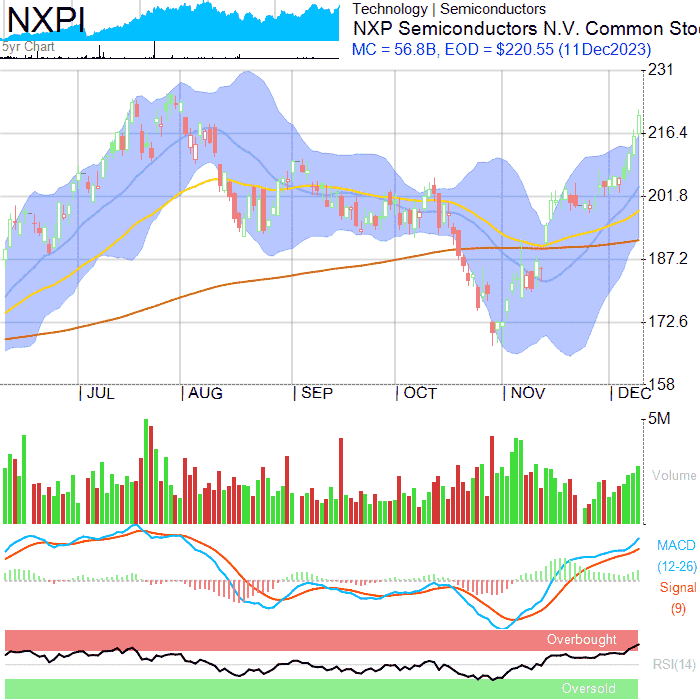 NXPI
5yr Chart
Technology | Semiconductors
NXP Semiconductors N.V. Common Sto
MC = 56.8B, EOD = $220.55 (11Dec2023)
231
216.4
201.8
187.2
172.6
158
| JUL | AUG | SEP | OCT | NOV | DEC
5M
Volume
MACD
(12-26)
Signal
(9)
Overbought
RSI(14)
Oversold